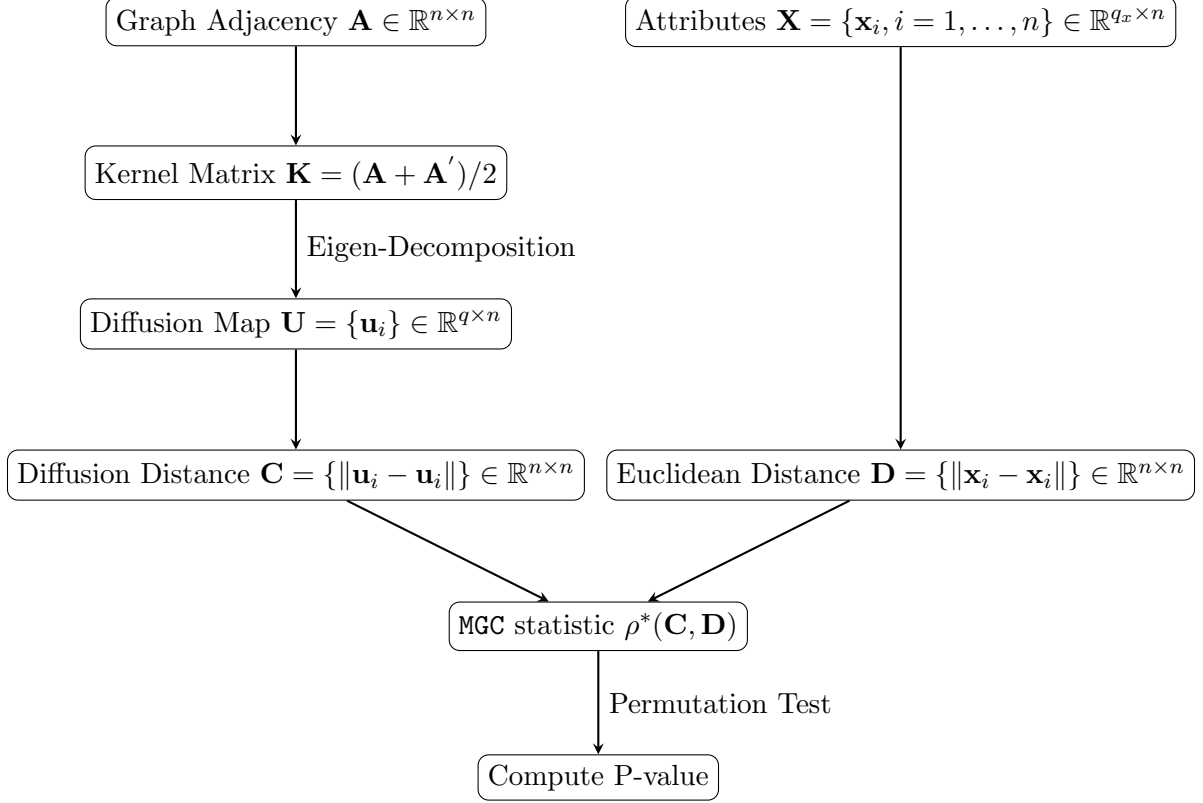 Graph Adjacency A ∈ ℝ^{n×n}
Attributes X = {x_i, i = 1, . . . , n} ∈ ℝ^{q_x×n}
Kernel Matrix K = (A + A^′)/2
Eigen-Decomposition
Diffusion Map U = {u_i} ∈ ℝ^{q×n}
Diffusion Distance C = {‖u_i − u_i‖} ∈ ℝ^{n×n}
Euclidean Distance D = {‖x_i − x_i‖} ∈ ℝ^{n×n}
MGC statistic ρ*(C, D)
Permutation Test
Compute P-value